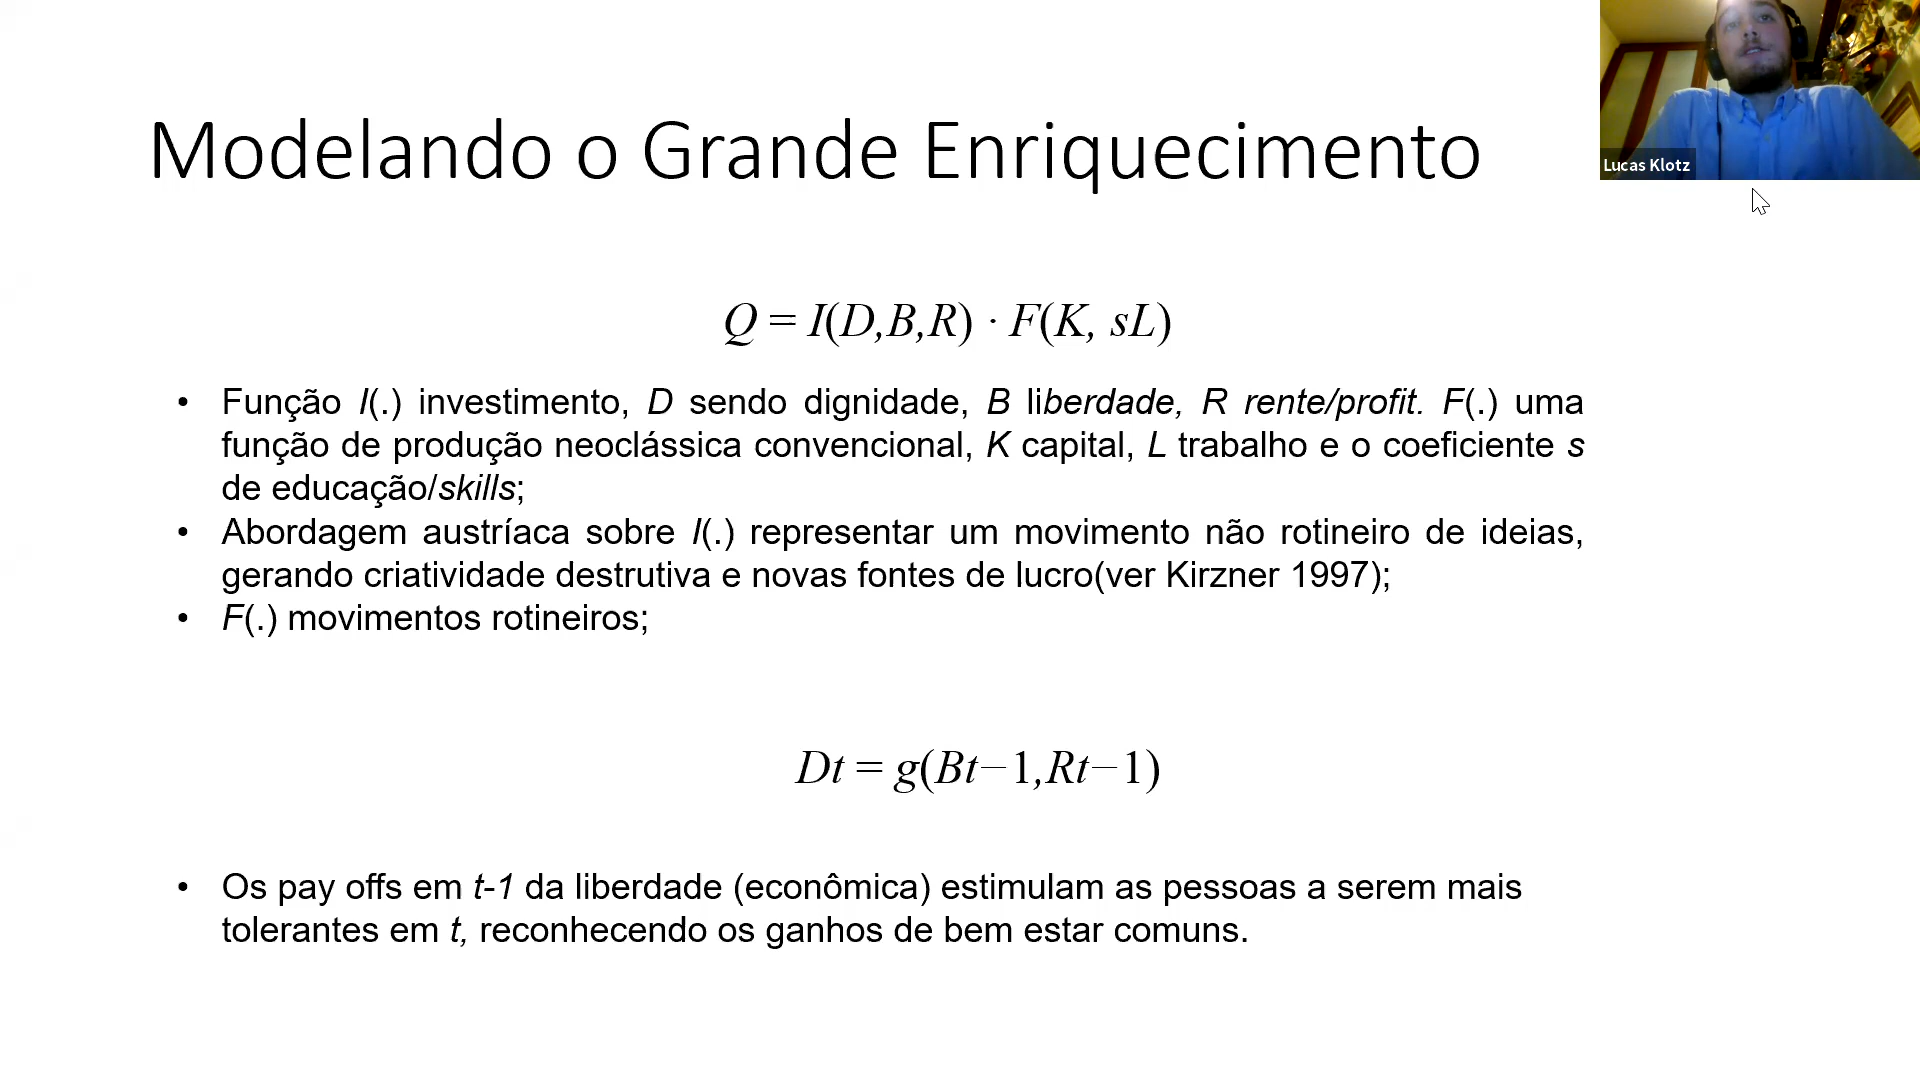 Modelando o Grande Enriquecimento
Lucas Klotz
Q = I(D,B,R) · F(K, sL)
• Função I(.) investimento, D sendo dignidade, B liberdade, R rente/profit. F(.) uma
função de produção neoclássica convencional, K capital, L trabalho e o coeficiente s
de educação/skills;
• Abordagem austríaca sobre I(.) representar um movimento não rotineiro de ideias,
gerando criatividade destrutiva e novas fontes de lucro(ver Kirzner 1997);
• F(.) movimentos rotineiros;
Dt = g(Bt−1,Rt−1)
• Os pay offs em t-1 da liberdade (econômica) estimulam as pessoas a serem mais
tolerantes em t, reconhecendo os ganhos de bem estar comuns.